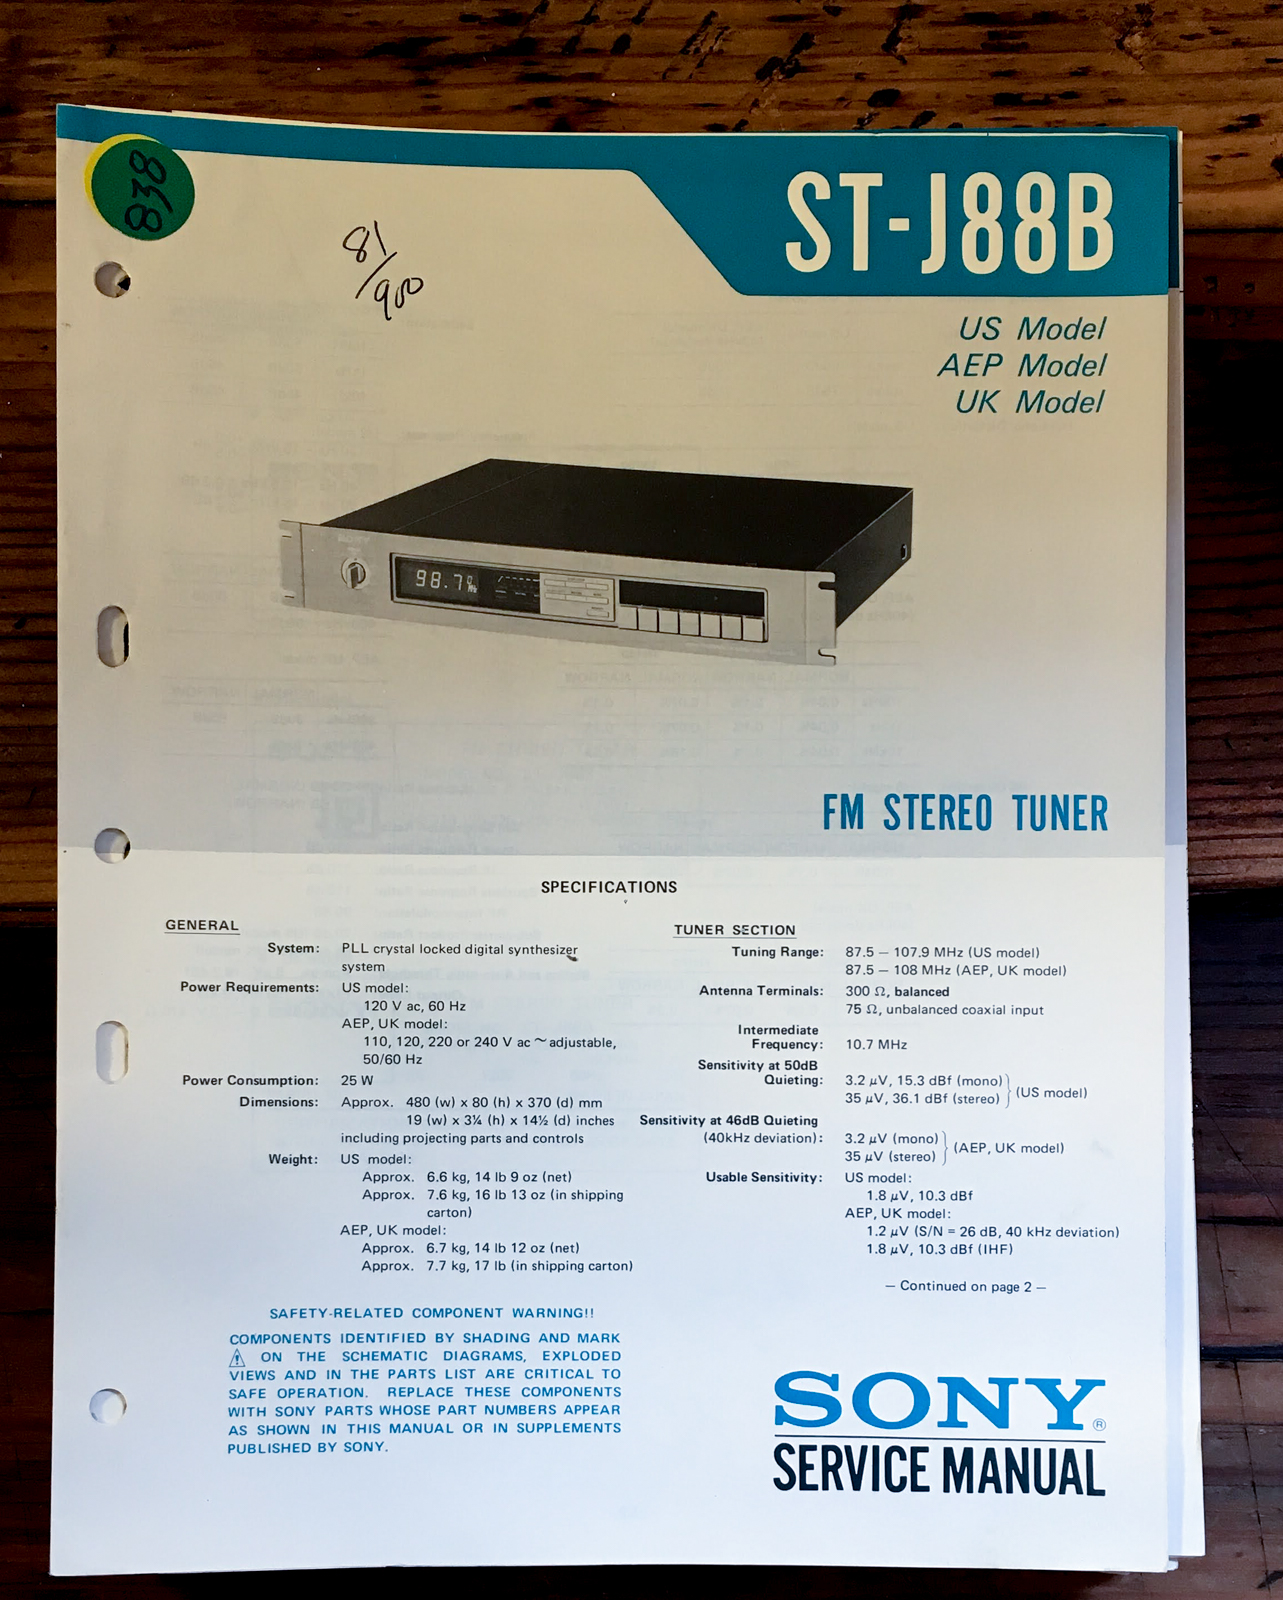 838
81/900
ST-J88B
US Model
AEP Model
UK Model
SONY
98.70
MHz
FM STEREO TUNER
SPECIFICATIONS
GENERAL
System: PLL crystal locked digital synthesizer
system
Power Requirements: US model:
120 V ac, 60 Hz
AEP, UK model:
110, 120, 220 or 240 V ac ~ adjustable,
50/60 Hz
Power Consumption: 25 W
Dimensions: Approx. 480 (w) x 80 (h) x 370 (d) mm
19 (w) x 3¼ (h) x 14½ (d) inches
including projecting parts and controls
Weight: US model:
Approx. 6.6 kg, 14 lb 9 oz (net)
Approx. 7.6 kg, 16 lb 13 oz (in shipping
carton)
AEP, UK model:
Approx. 6.7 kg, 14 lb 12 oz (net)
Approx. 7.7 kg, 17 lb (in shipping carton)
TUNER SECTION
Tuning Range: 87.5 – 107.9 MHz (US model)
87.5 – 108 MHz (AEP, UK model)
Antenna Terminals: 300 Ω, balanced
75 Ω, unbalanced coaxial input
Intermediate
Frequency: 10.7 MHz
Sensitivity at 50dB
Quieting: 3.2 µV, 15.3 dBf (mono)
35 µV, 36.1 dBf (stereo) } (US model)
Sensitivity at 46dB Quieting
(40kHz deviation): 3.2 µV (mono)
35 µV (stereo) } (AEP, UK model)
Usable Sensitivity: US model:
1.8 µV, 10.3 dBf
AEP, UK model:
1.2 µV (S/N = 26 dB, 40 kHz deviation)
1.8 µV, 10.3 dBf (IHF)
– Continued on page 2 –
SAFETY-RELATED COMPONENT WARNING!!
COMPONENTS IDENTIFIED BY SHADING AND MARK
⚠ ON THE SCHEMATIC DIAGRAMS, EXPLODED
VIEWS AND IN THE PARTS LIST ARE CRITICAL TO
SAFE OPERATION. REPLACE THESE COMPONENTS
WITH SONY PARTS WHOSE PART NUMBERS APPEAR
AS SHOWN IN THIS MANUAL OR IN SUPPLEMENTS
PUBLISHED BY SONY.
SONY®
SERVICE MANUAL